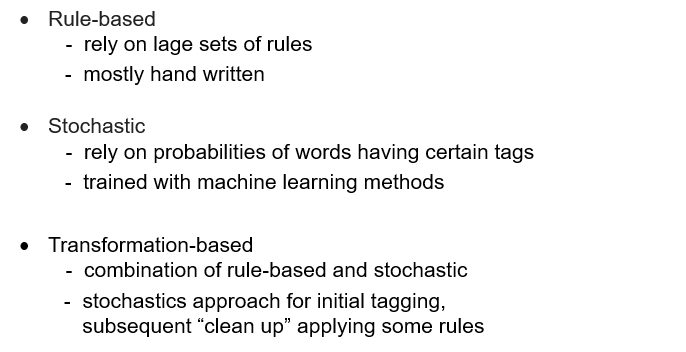 • Rule-based
- rely on lage sets of rules
- mostly hand written
• Stochastic
- rely on probabilities of words having certain tags
- trained with machine learning methods
• Transformation-based
- combination of rule-based and stochastic
- stochastics approach for initial tagging,
subsequent “clean up” applying some rules